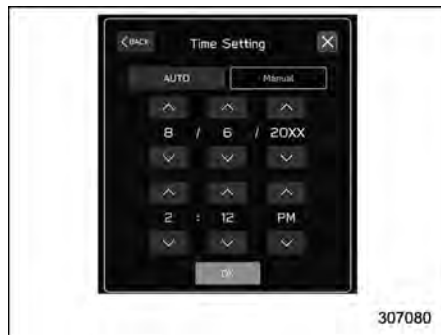 BACK Time Setting X
AUTO Manual
8 / 6 / 20XX
2 : 12 PM
OK
307080